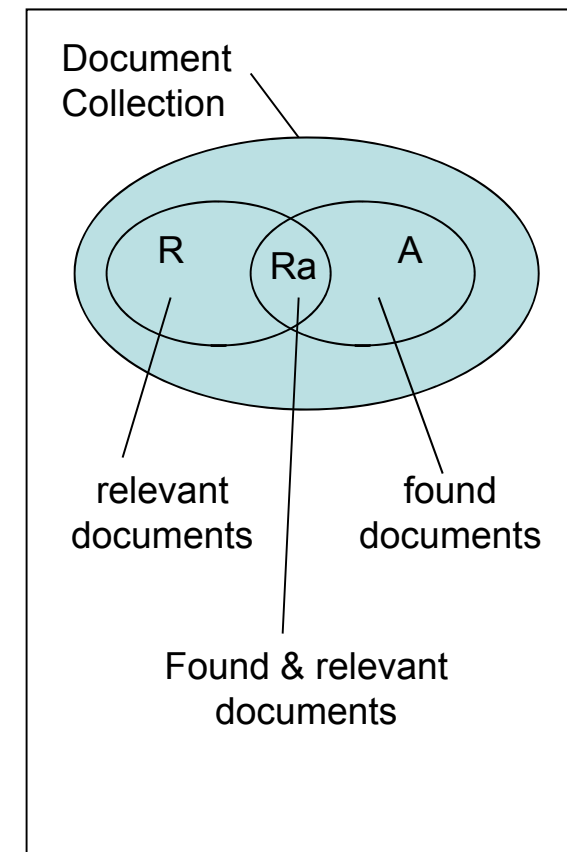 Document
Collection
R
Ra
A
relevant
documents
found
documents
Found & relevant
documents